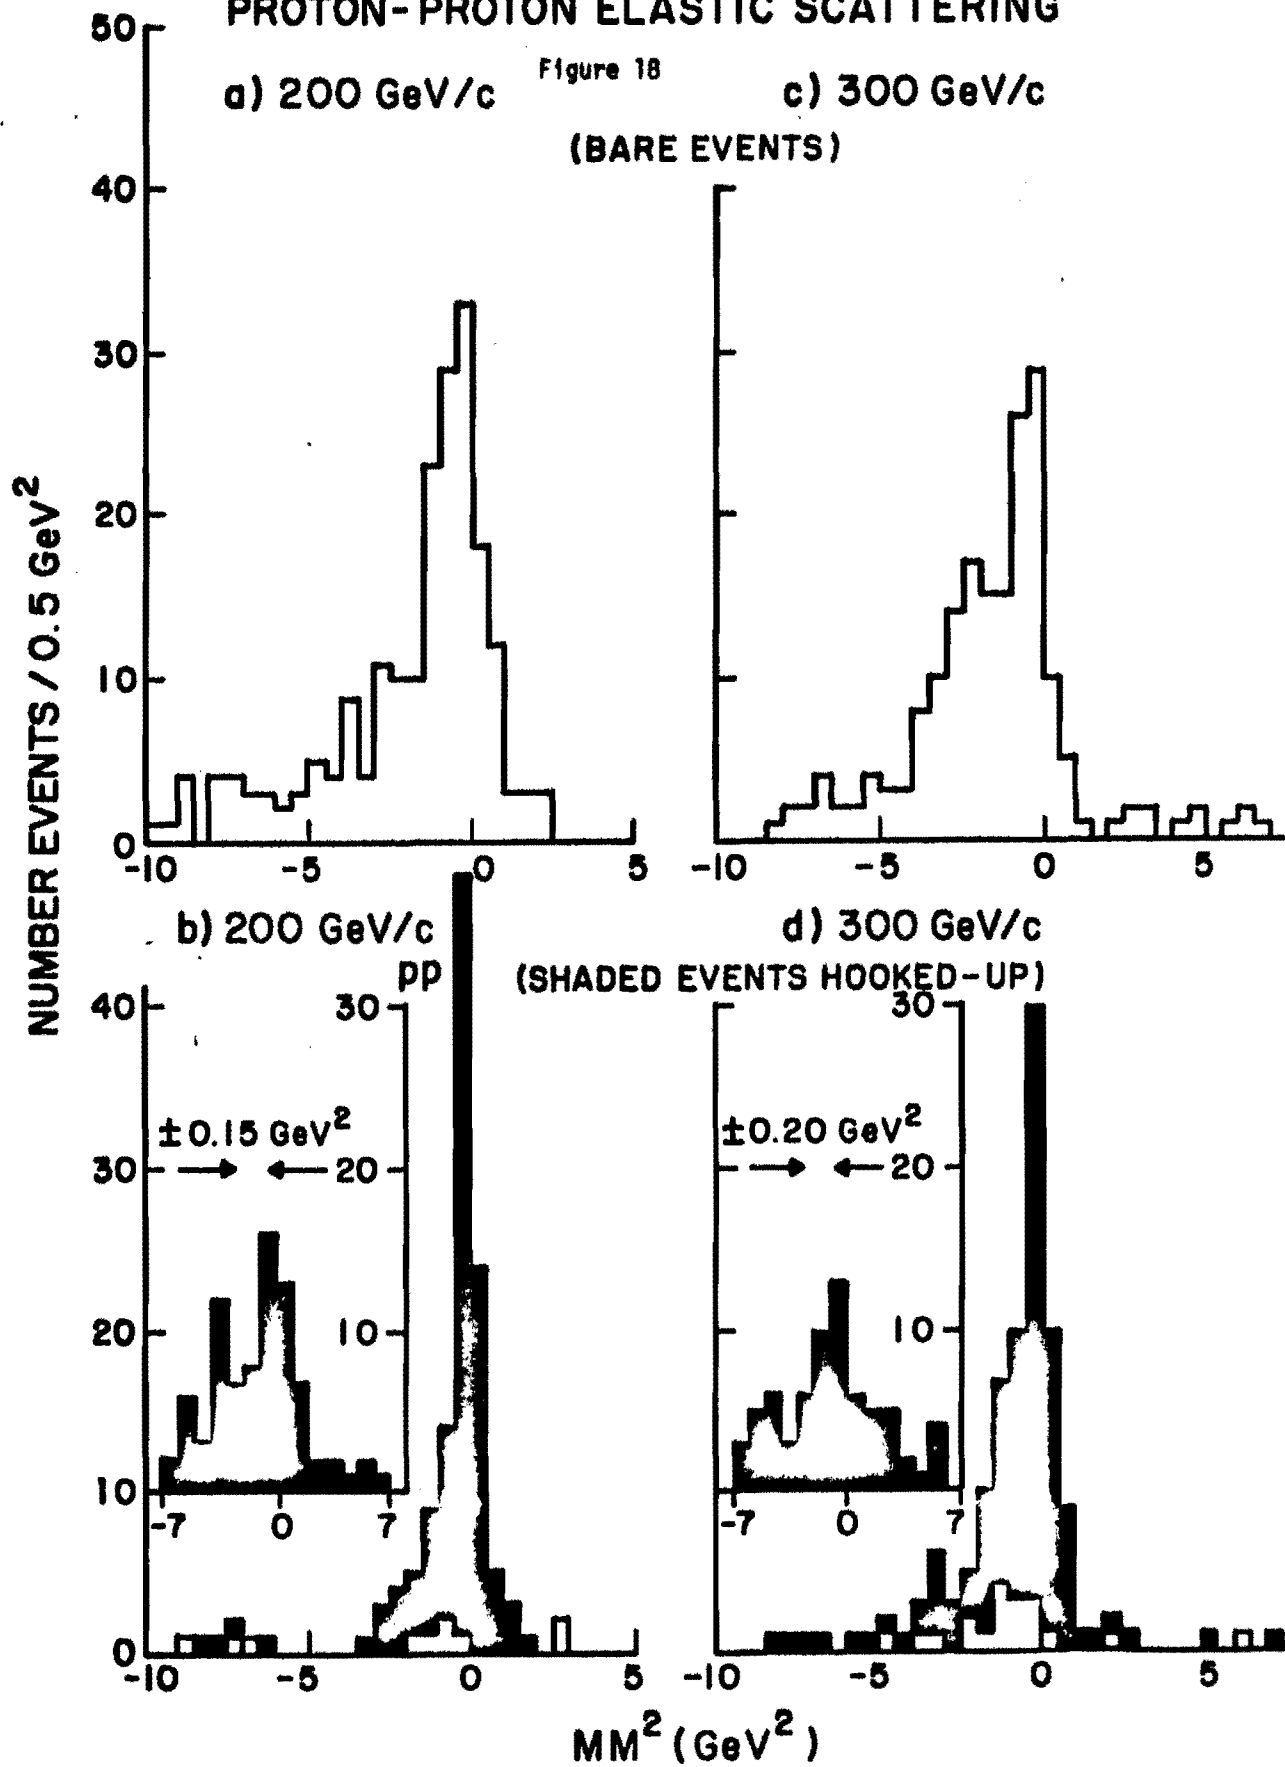 PROTON-PROTON ELASTIC SCATTERING
Figure 18
a) 200 GeV/c
c) 300 GeV/c
(BARE EVENTS)
NUMBER EVENTS / 0.5 GeV²
50
40
30
20
10
0
-10 -5 0 5
-10 -5 0 5
b) 200 GeV/c
d) 300 GeV/c
pp
(SHADED EVENTS HOOKED-UP)
40
30
20
10
0
30
20
10
±0.15 GeV²
-7 0 7
30
20
10
±0.20 GeV²
-7 0 7
-10 -5 0 5
-10 -5 0 5
MM² (GeV²)